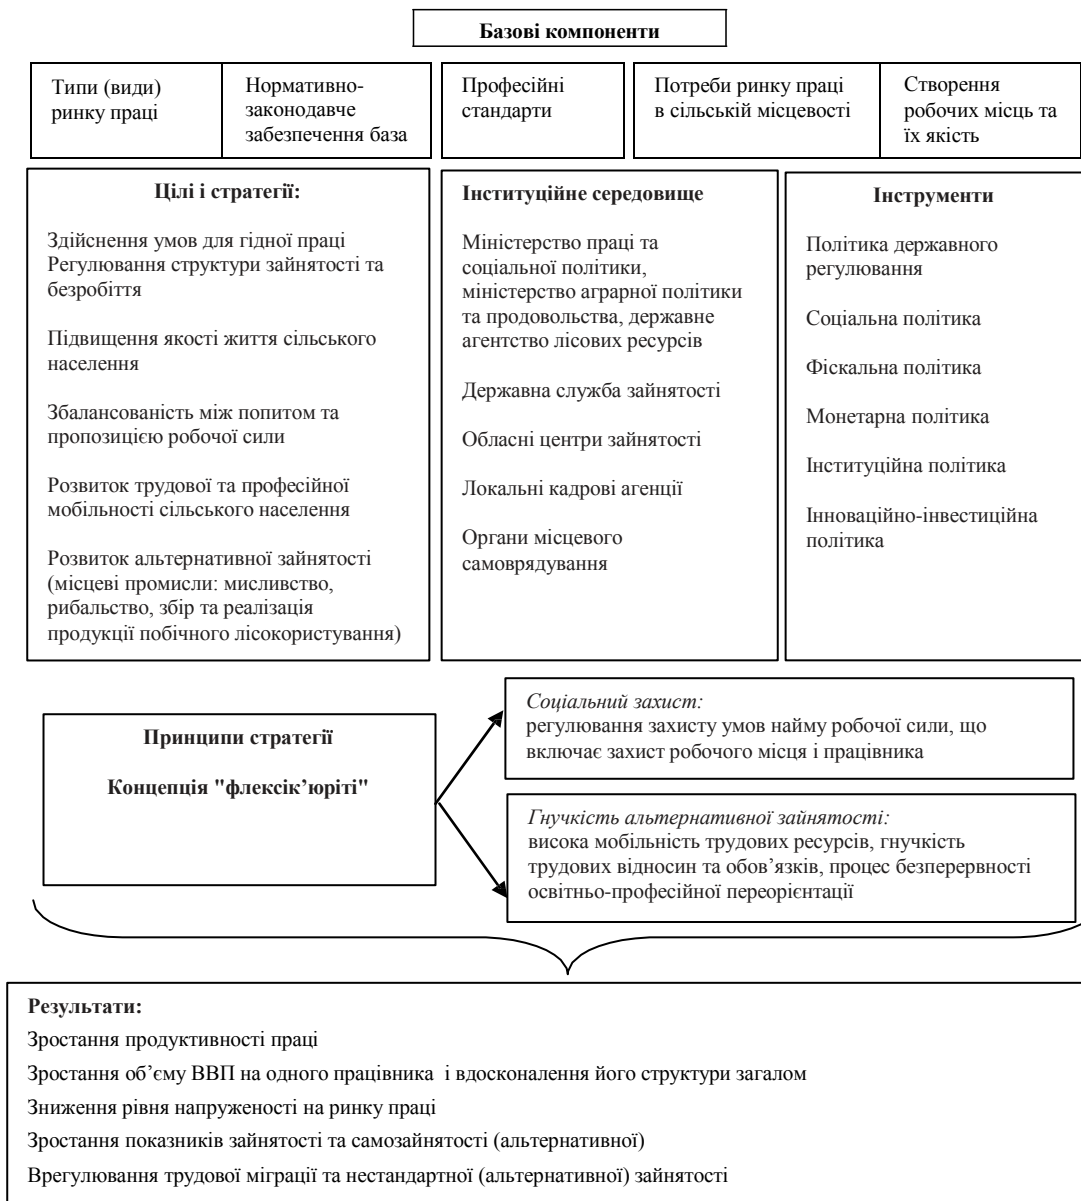 Базові компоненти
Типи (види)
ринку праці
Нормативно-
законодавче
забезпечення база
Професійні
стандарти
Потреби ринку праці
в сільській місцевості
Створення
робочих місць та
їх якість
Цілі і стратегії:
Здійснення умов для гідної праці
Регулювання структури зайнятості та
безробіття
Підвищення якості життя сільського
населення
Збалансованість між попитом та
пропозицією робочої сили
Розвиток трудової та професійної
мобільності сільського населення
Розвиток альтернативної зайнятості
(місцеві промисли: мисливство,
рибальство, збір та реалізація
продукції побічного лісокористування)
Інституційне середовище
Міністерство праці та
соціальної політики,
міністерство аграрної політики
та продовольства, державне
агентство лісових ресурсів
Державна служба зайнятості
Обласні центри зайнятості
Локальні кадрові агенції
Органи місцевого
самоврядування
Інструменти
Політика державного
регулювання
Соціальна політика
Фіскальна політика
Монетарна політика
Інституційна політика
Інноваційно-інвестиційна
політика
Принципи стратегії
Концепція "флексік’юріті"
Соціальний захист:
регулювання захисту умов найму робочої сили, що
включає захист робочого місця і працівника
Гнучкість альтернативної зайнятості:
висока мобільність трудових ресурсів, гнучкість
трудових відносин та обов’язків, процес безперервності
освітньо-професійної переорієнтації
Результати:
Зростання продуктивності праці
Зростання об’єму ВВП на одного працівника і вдосконалення його структури загалом
Зниження рівня напруженості на ринку праці
Зростання показників зайнятості та самозайнятості (альтернативної)
Врегулювання трудової міграції та нестандартної (альтернативної) зайнятості